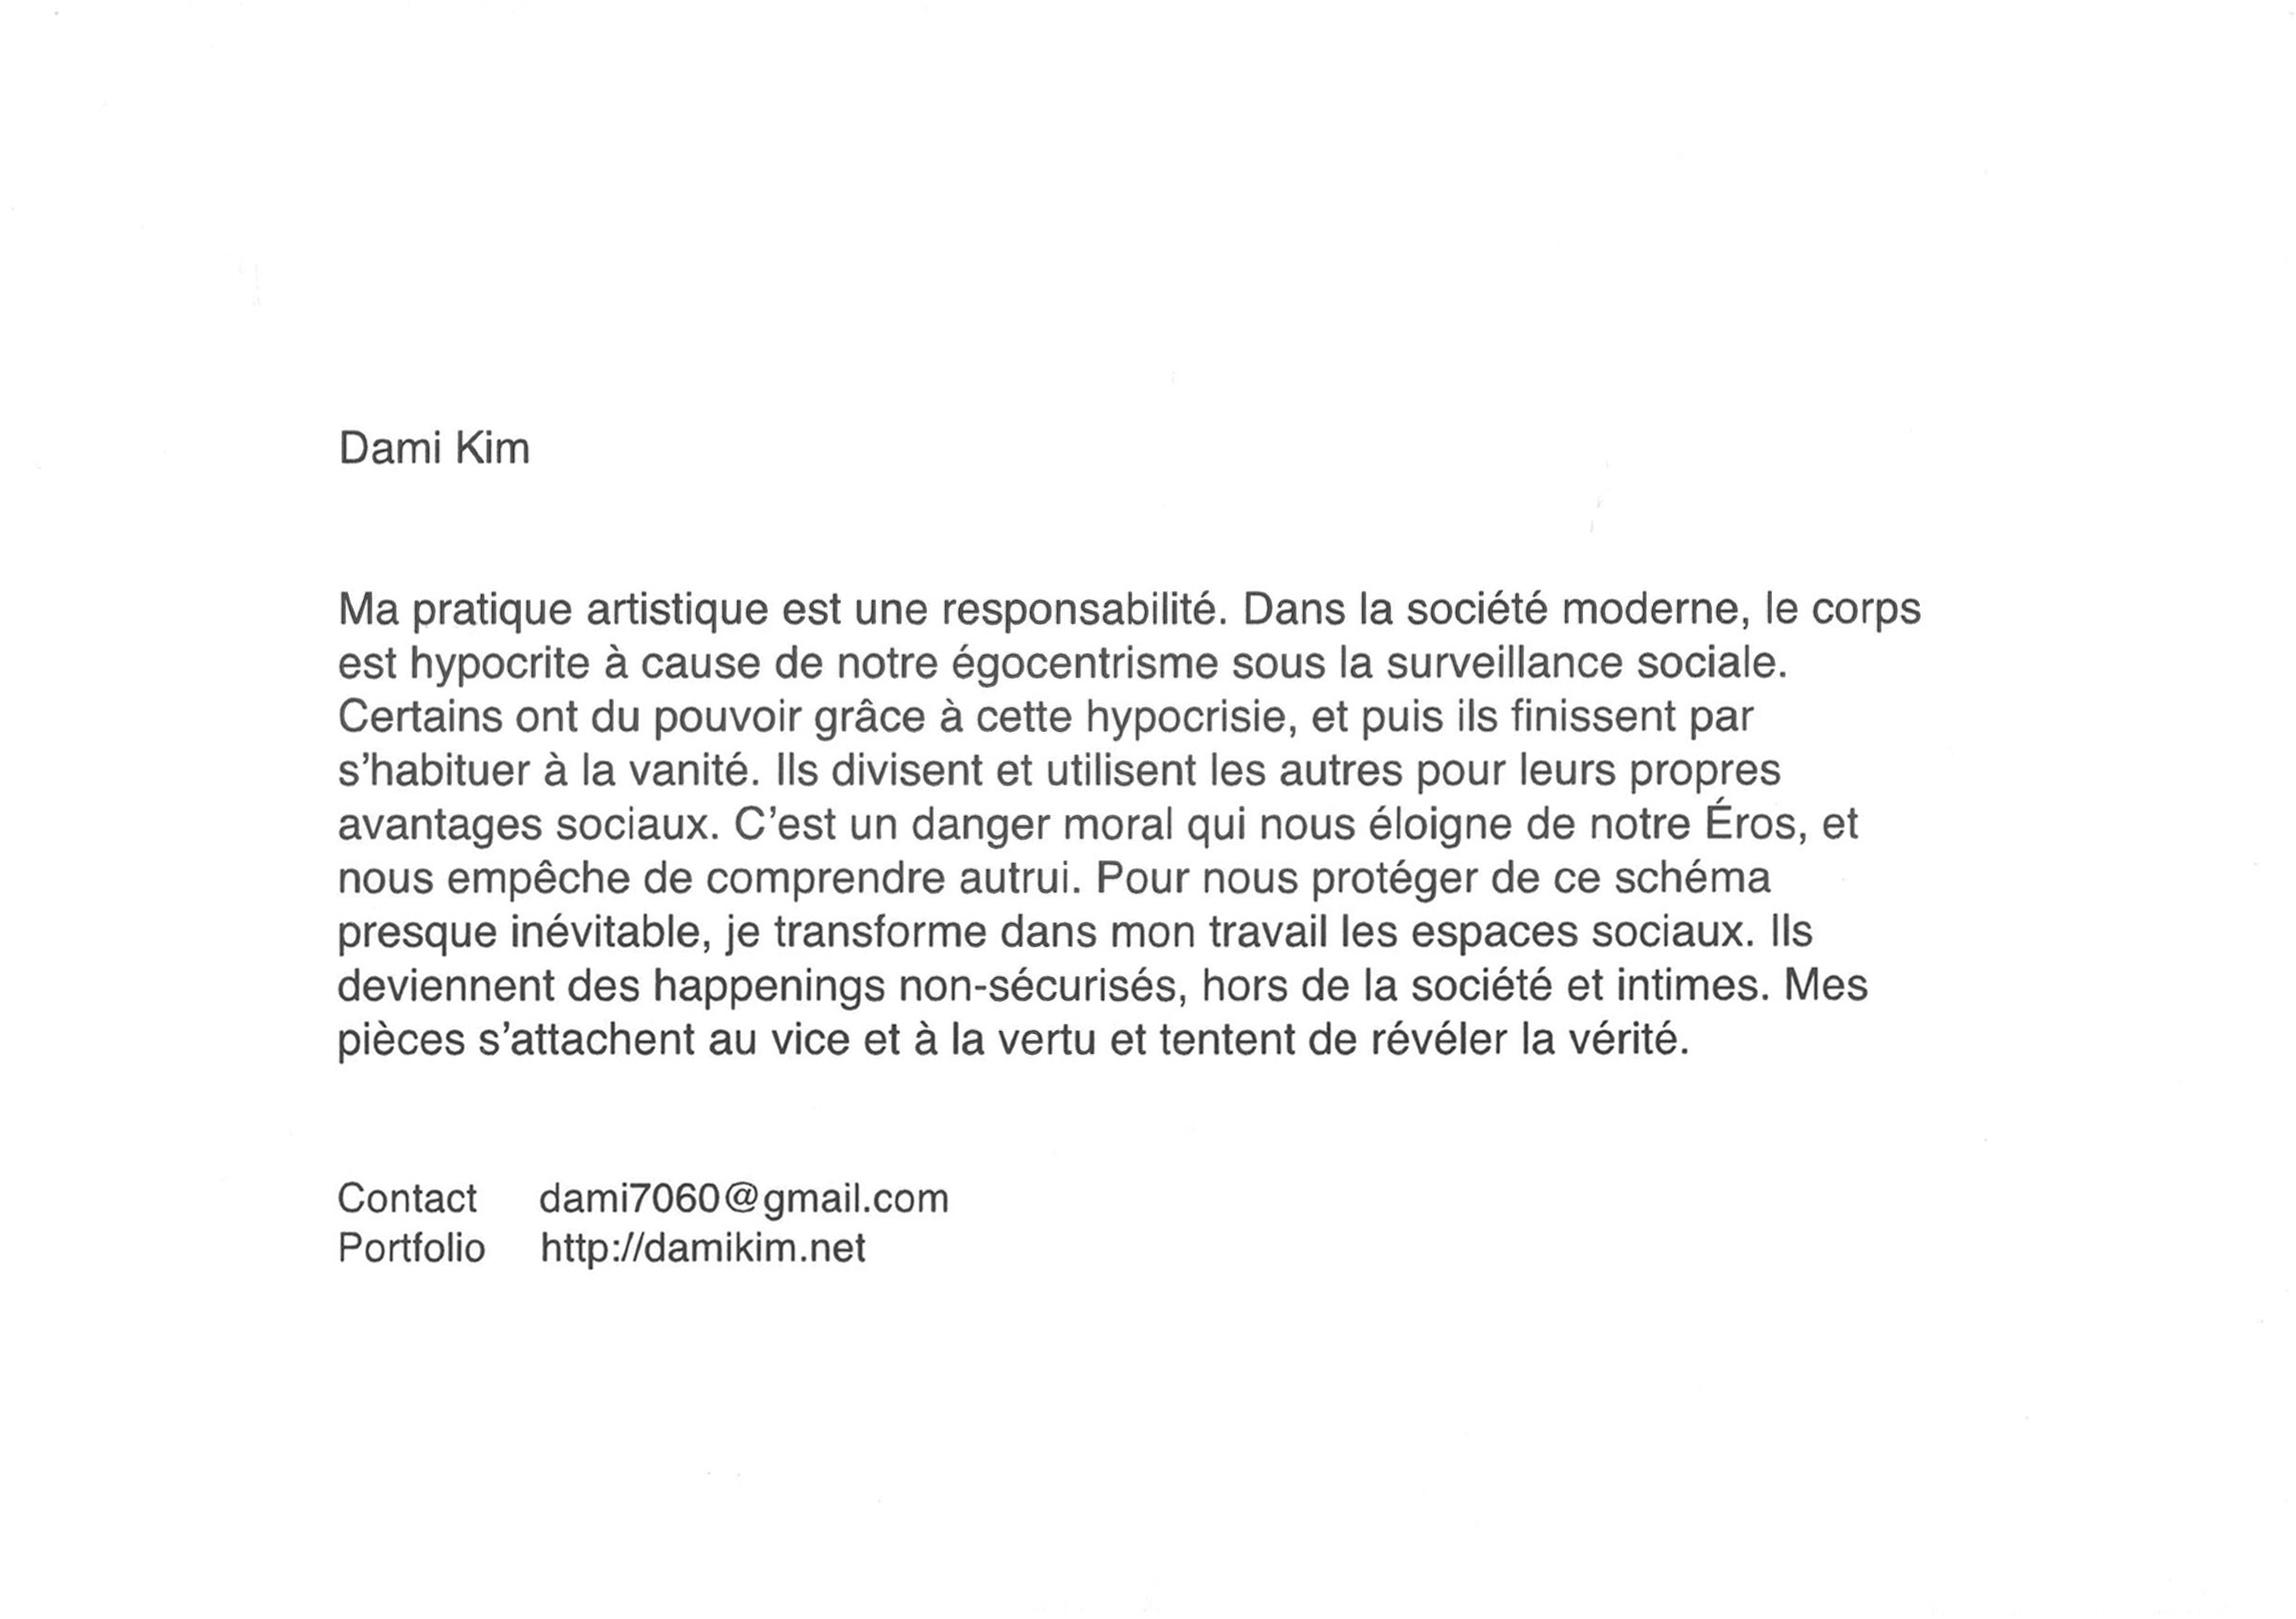 Dami Kim
Ma pratique artistique est une responsabilité. Dans la société moderne, le corps
est hypocrite à cause de notre égocentrisme sous la surveillance sociale.
Certains ont du pouvoir grâce à cette hypocrisie, et puis ils finissent par
s’habituer à la vanité. Ils divisent et utilisent les autres pour leurs propres
avantages sociaux. C’est un danger moral qui nous éloigne de notre Éros, et
nous empêche de comprendre autrui. Pour nous protéger de ce schéma
presque inévitable, je transforme dans mon travail les espaces sociaux. Ils
deviennent des happenings non-sécurisés, hors de la société et intimes. Mes
pièces s’attachent au vice et à la vertu et tentent de révéler la vérité.
Contact dami7060@gmail.com
Portfolio http://damikim.net